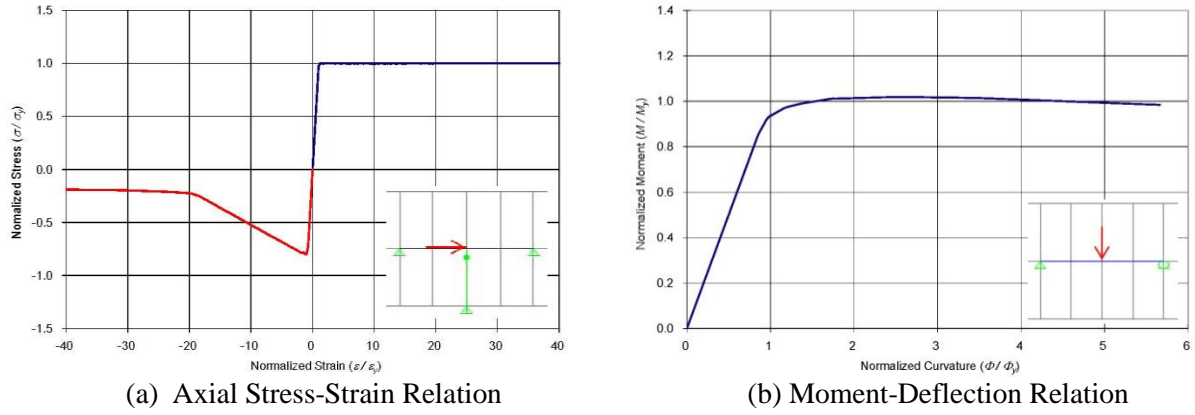 1.5
1.0
0.5
0.0
-0.5
-1.0
-1.5
Nomalized Stress (σ/σy)
-40 -30 -20 -10 0 10 20 30 40
Nomalized Strain (ε/εy)
(a) Axial Stress-Strain Relation
1.4
1.2
1.0
0.8
0.6
0.4
0.2
0.0
Normalized Moment (M / My)
0 1 2 3 4 5 6
Normalized Curvature (Φ/Φy)
(b) Moment-Deflection Relation